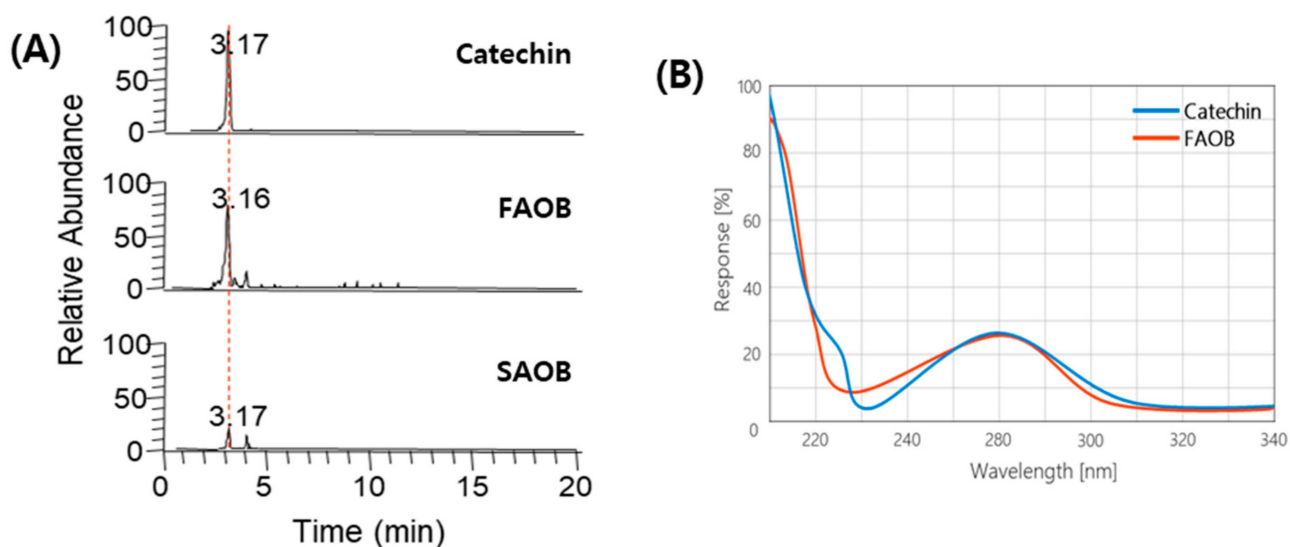 (A)
Relative Abundance
100
50
0
3.17
Catechin
100
50
0
3.16
FAOB
100
50
0
3.17
SAOB
0 5 10 15 20
Time (min)
(B)
Response [%]
100
80
60
40
20
0
Catechin
FAOB
220 240 260 280 300 320 340
Wavelength [nm]